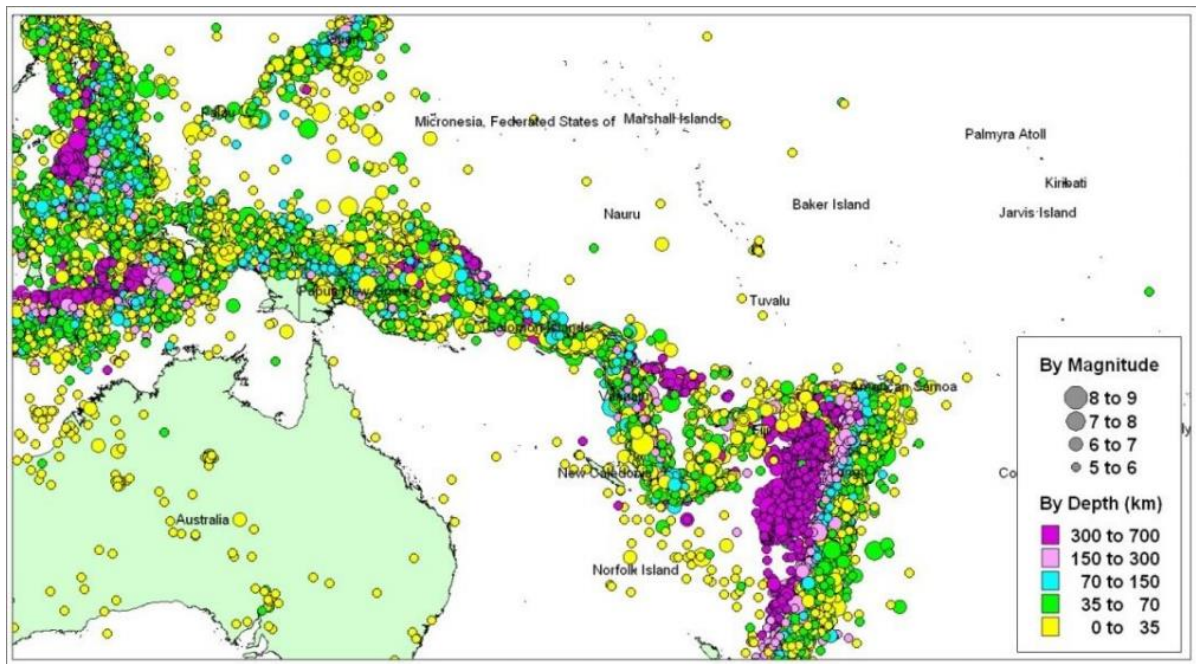 Guam
Palau
Micronesia, Federated States of
Marshall Islands
Palmyra Atoll
Kiribati
Nauru
Baker Island
Jarvis Island
Papua New Guinea
Tuvalu
Solomon Islands
American Samoa
Vanuatu
Fiji
New Caledonia
Tonga
Co
ly
Australia
Norfolk Island
By Magnitude
8 to 9
7 to 8
6 to 7
5 to 6
By Depth (km)
300 to 700
150 to 300
70 to 150
35 to 70
0 to 35